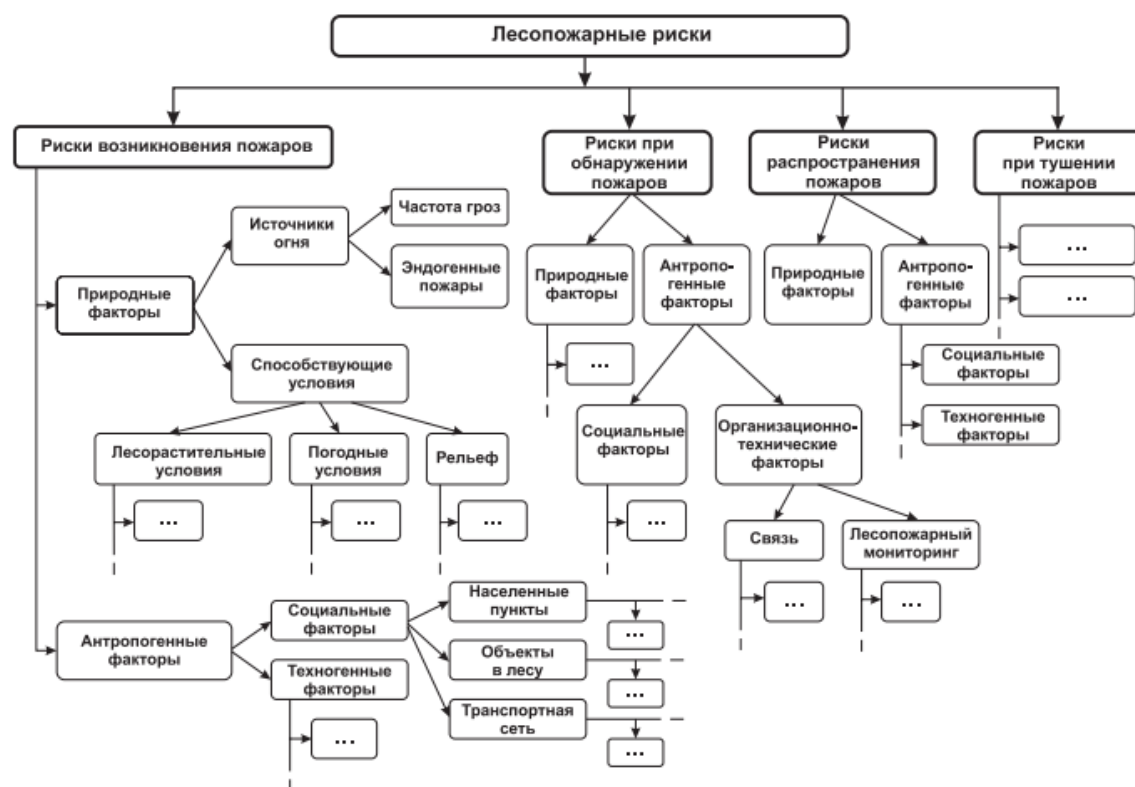 Лесопожарные риски
Риски возникновения пожаров
Риски при
обнаружении
пожаров
Риски
распространения
пожаров
Риски
при тушении
пожаров
Источники
огня
Частота гроз
Эндогенные
пожары
Природные
факторы
Способствующие
условия
Лесорастительные
условия
...
Погодные
условия
...
Рельеф
...
Антропогенные
факторы
Социальные
факторы
Населенные
пункты
...
Объекты
в лесу
...
Транспортная
сеть
...
Техногенные
факторы
...
Природные
факторы
...
Антропо-
генные
факторы
Социальные
факторы
...
Организационно-
технические
факторы
Связь
...
Лесопожарный
мониторинг
...
Природные
факторы
Антропо-
генные
факторы
Социальные
факторы
Техногенные
факторы
...
...